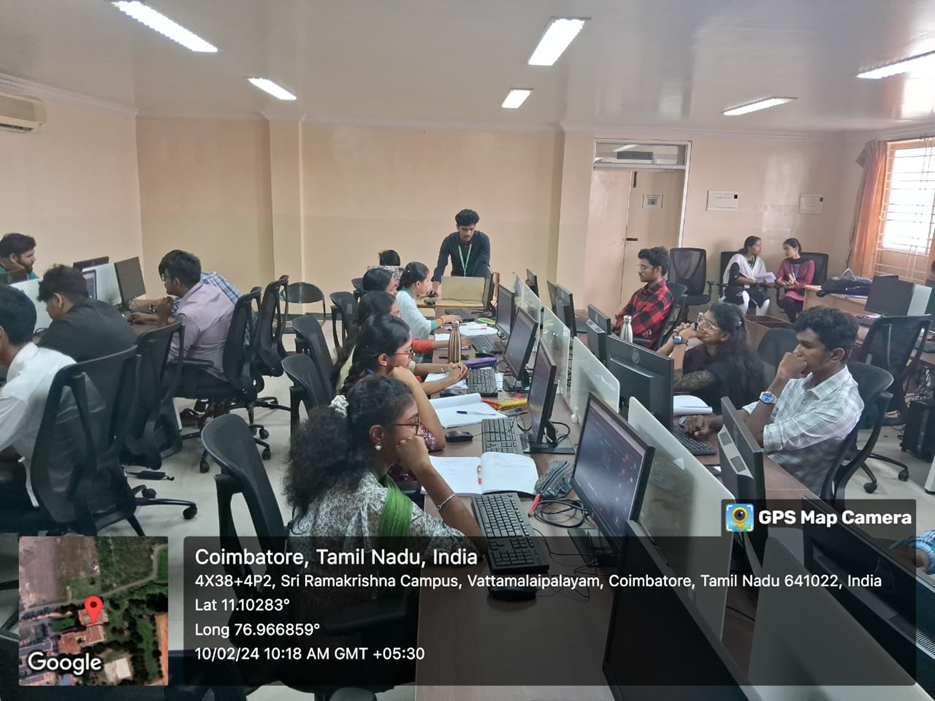 GPS Map Camera
Coimbatore, Tamil Nadu, India
4X38+4P2, Sri Ramakrishna Campus, Vattamalaipalayam, Coimbatore, Tamil Nadu 641022, India
Lat 11.10283°
Long 76.966859°
10/02/24 10:18 AM GMT +05:30
Google